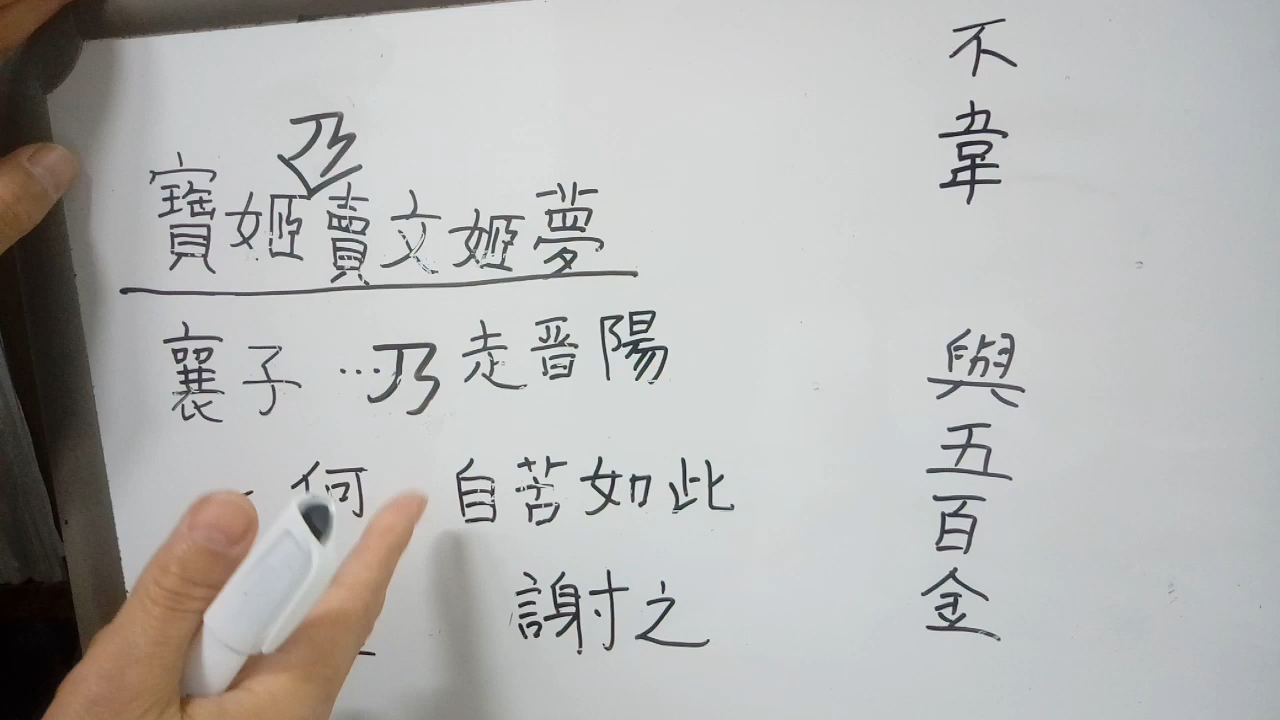 乃
寶姬賣文姬夢
襄子…乃走晉陽
何 自苦如此
謝之
不韋 與五百金